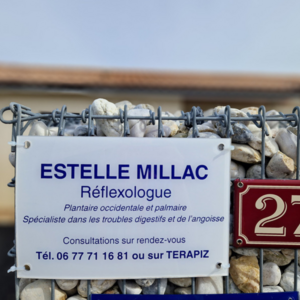 ESTELLE MILLAC
Réflexologue
Plantaire occidentale et palmaire
Spécialiste dans les troubles digestifs et de l'angoisse
Consultations sur rendez-vous
Tél. 06 77 71 16 81 ou sur TERAPIZ
27